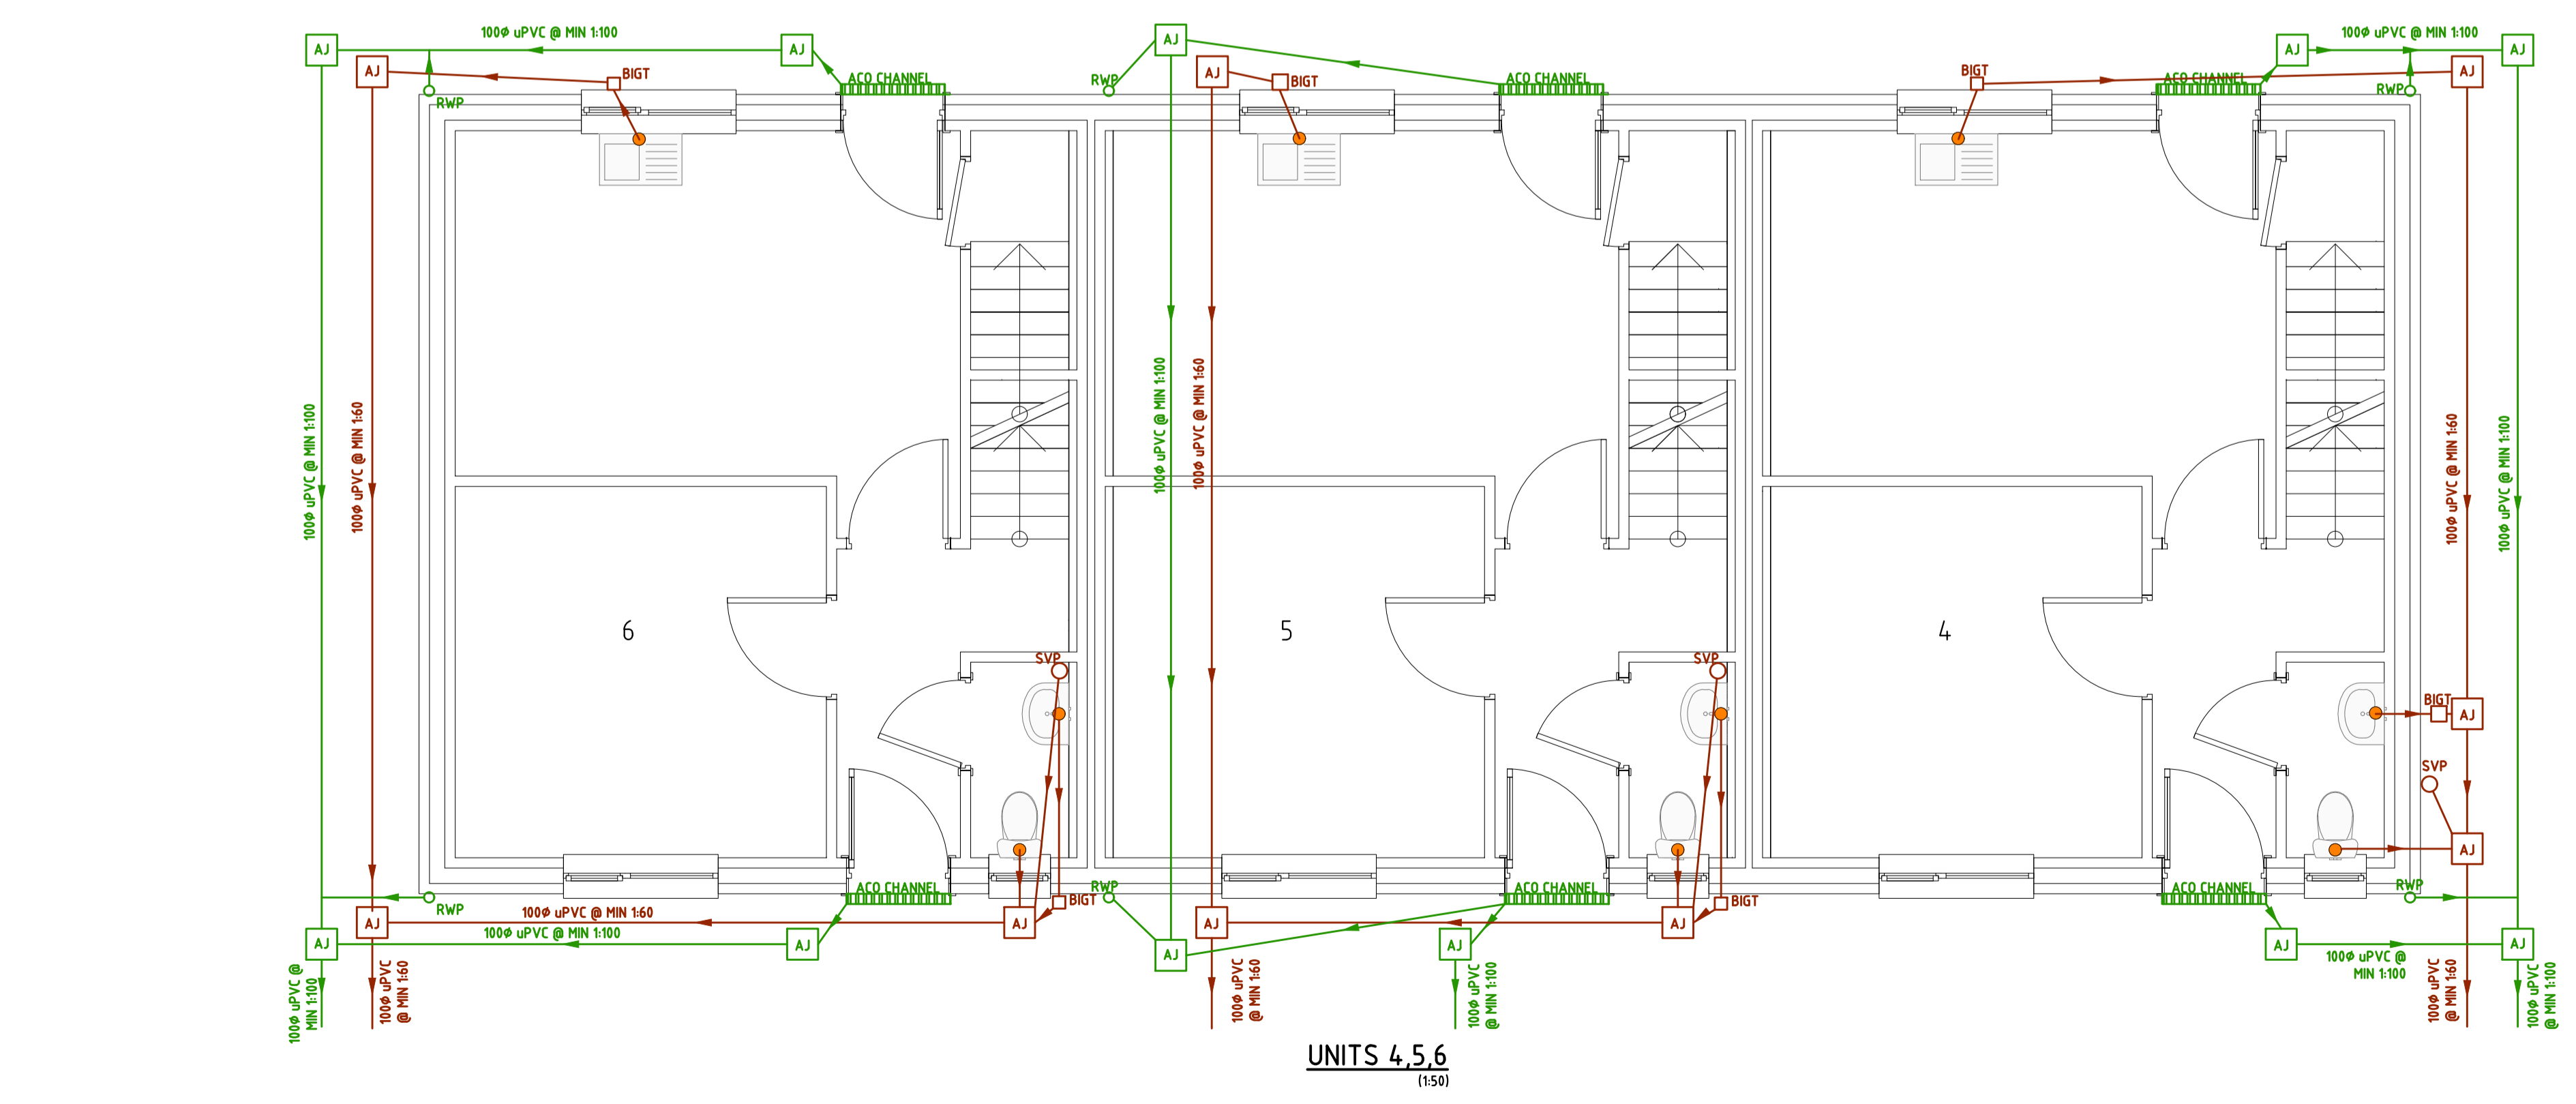 100Ø uPVC @ MIN 1:100
100Ø uPVC @ MIN 1:100
AJ
AJ
AJ
AJ
AJ
AJ
AJ
AJ
BIGT
BIGT
BIGT
ACO CHANNEL
ACO CHANNEL
ACO CHANNEL
RWP
RWP
RWP
100Ø uPVC @ MIN 1:100
100Ø uPVC @ MIN 1:60
100Ø uPVC @ MIN 1:100
100Ø uPVC @ MIN 1:60
100Ø uPVC @ MIN 1:60
100Ø uPVC @ MIN 1:100
6
5
4
SVP
SVP
BIGT
AJ
SVP
AJ
ACO CHANNEL
ACO CHANNEL
ACO CHANNEL
RWP
RWP
RWP
BIGT
BIGT
AJ
100Ø uPVC @ MIN 1:60
AJ
AJ
AJ
AJ
100Ø uPVC @ MIN 1:100
AJ
AJ
AJ
AJ
AJ
100Ø uPVC @
MIN 1:100
100Ø uPVC @
MIN 1:100
100Ø uPVC
@ MIN 1:60
100Ø uPVC
@ MIN 1:60
100Ø uPVC
@ MIN 1:100
100Ø uPVC
@ MIN 1:60
100Ø uPVC
@ MIN 1:100
UNITS 4,5,6
(1:50)